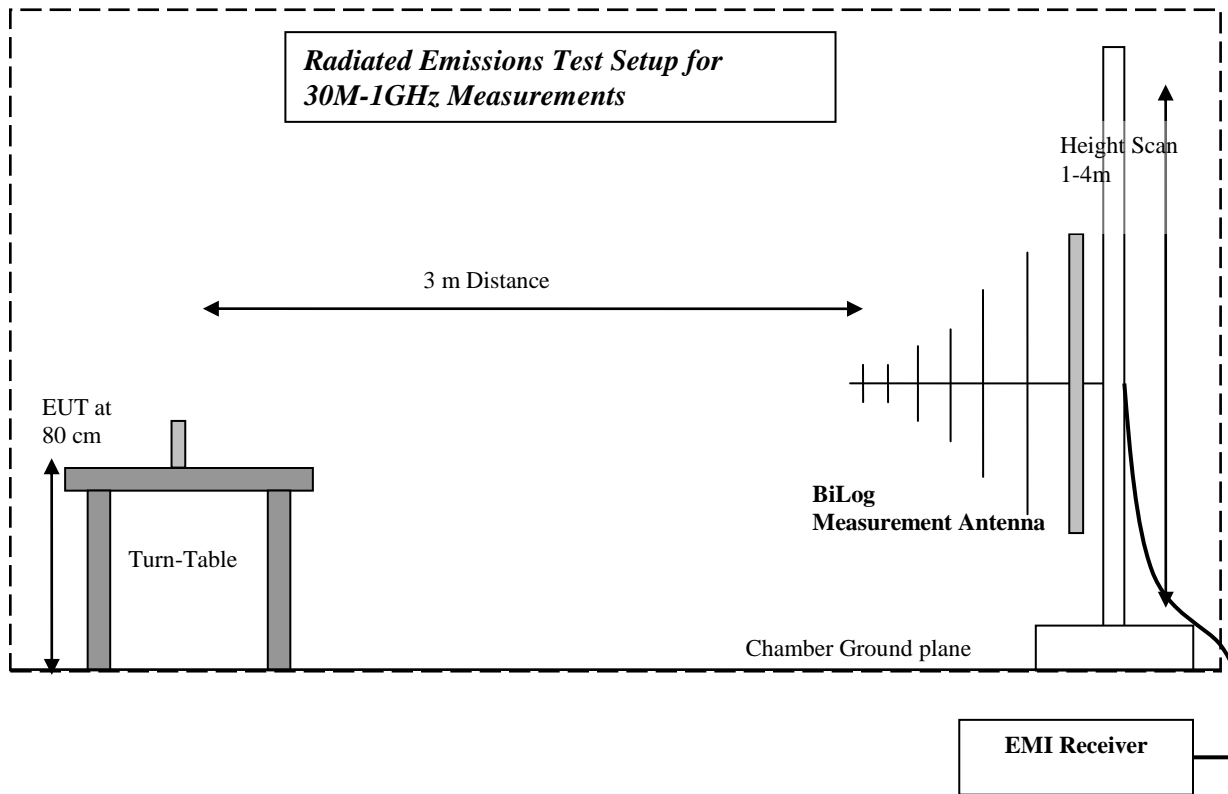 Radiated Emissions Test Setup for
30M-1GHz Measurements
Height Scan
1-4m
3 m Distance
EUT at
80 cm
BiLog
Measurement Antenna
Turn-Table
Chamber Ground plane
EMI Receiver